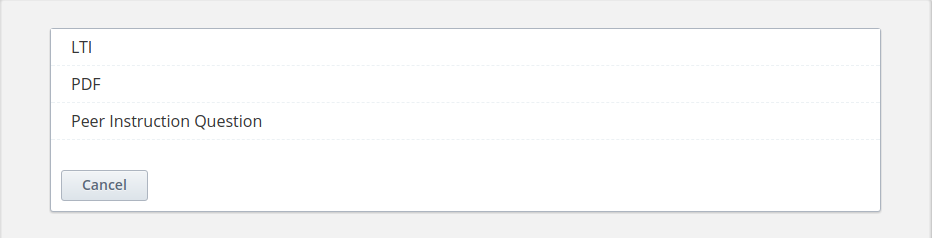 LTI
PDF
Peer Instruction Question
Cancel